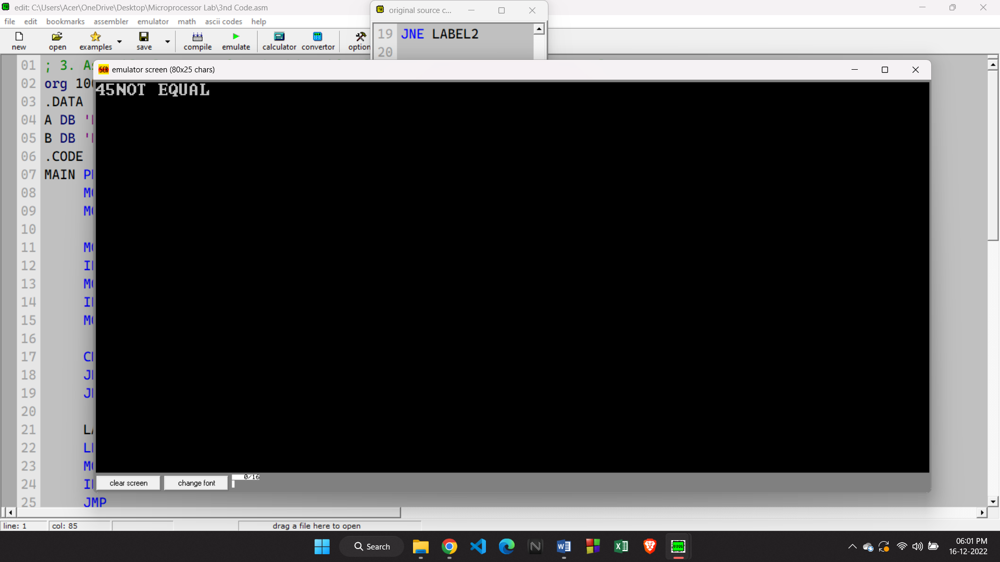 edit: C:\Users\Acer\OneDrive\Desktop\Microprocessor Lab\3nd Code.asm
file edit bookmarks assembler emulator math ascii codes help
new open examples save compile emulate calculator convertor option
original source c...
19 JNE LABEL2
20
emulator screen (80x25 chars)
45NOT EQUAL
01 ; 3. A
02 org 10
03 .DATA
04 A DB '
05 B DB '
06 .CODE
07 MAIN
08
09
10
11
12
13
14
15
16
17
18
19
20
21
22
23
24
25 JMP
clear screen change font 0/16
line: 1 col: 85 drag a file here to open
Search
06:01 PM
16-12-2022